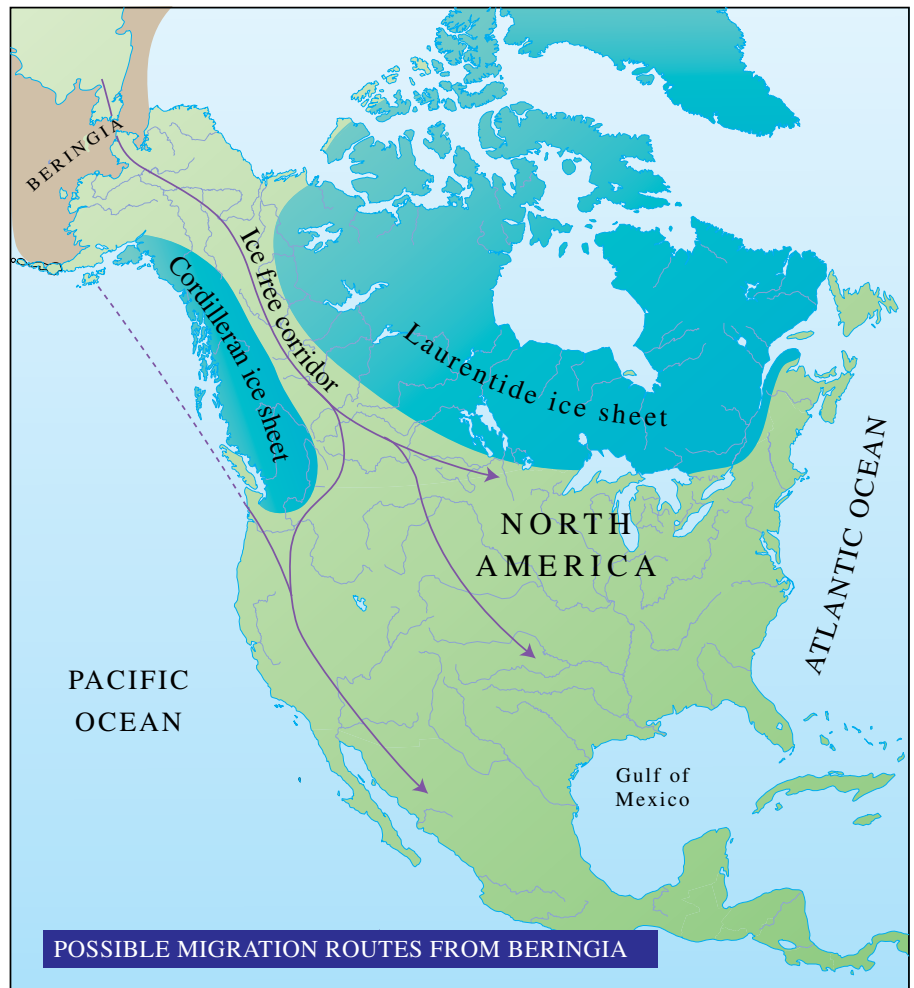 BERINGIA
Ice free corridor
Cordilleran ice sheet
Laurentide ice sheet
NORTH
AMERICA
ATLANTIC OCEAN
PACIFIC
OCEAN
Gulf of
Mexico
POSSIBLE MIGRATION ROUTES FROM BERINGIA